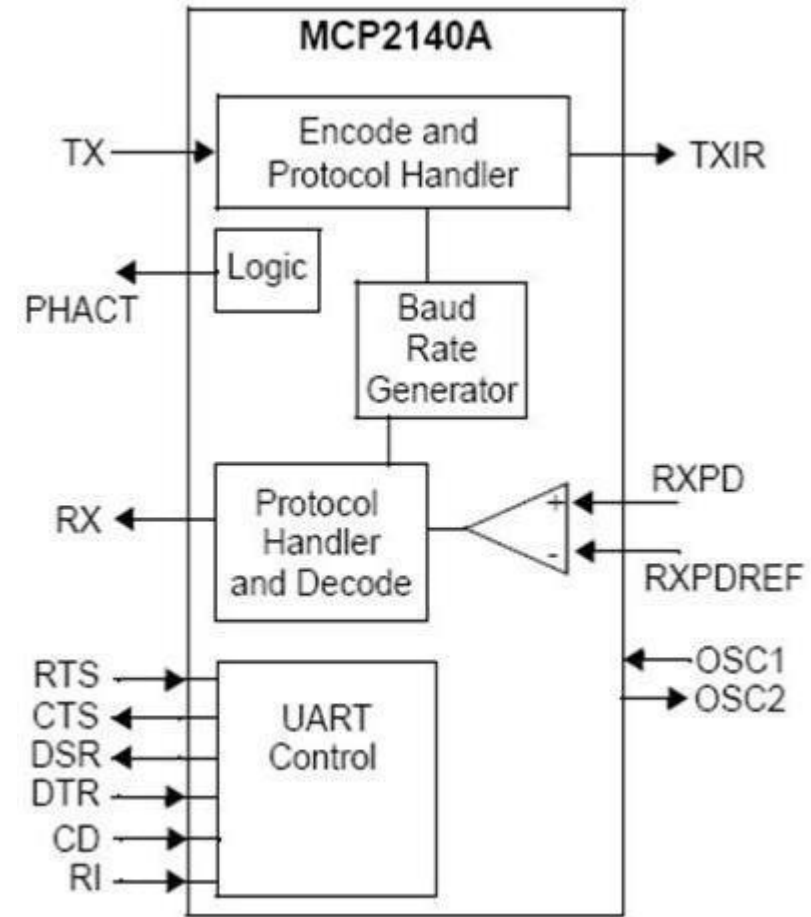 MCP2140A
TX
Encode and
Protocol Handler
TXIR
PHACT
Logic
Baud
Rate
Generator
RX
Protocol
Handler
and Decode
+
-
RXPD
RXPDREF
OSC1
OSC2
RTS
CTS
DSR
DTR
CD
RI
UART
Control